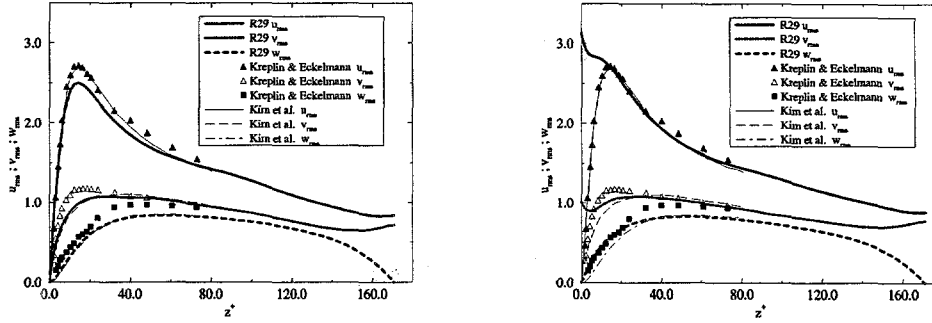 R29 u_rms
R29 v_rms
R29 w_rms
Kreplin & Eckelmann u_rms
Kreplin & Eckelmann v_rms
Kreplin & Eckelmann w_rms
Kim et al. u_rms
Kim et al. v_rms
Kim et al. w_rms
3.0
2.0
1.0
0.0
u_rms ; v_rms ; w_rms
0.0 40.0 80.0 120.0 160.0
z⁺
R29 u_rms
R29 v_rms
R29 w_rms
Kreplin & Eckelmann u_rms
Kreplin & Eckelmann v_rms
Kreplin & Eckelmann w_rms
Kim et al. u_rms
Kim et al. v_rms
Kim et al. w_rms
3.0
2.0
1.0
0.0
u_rms ; v_rms ; w_rms
0.0 40.0 80.0 120.0 160.0
z⁺